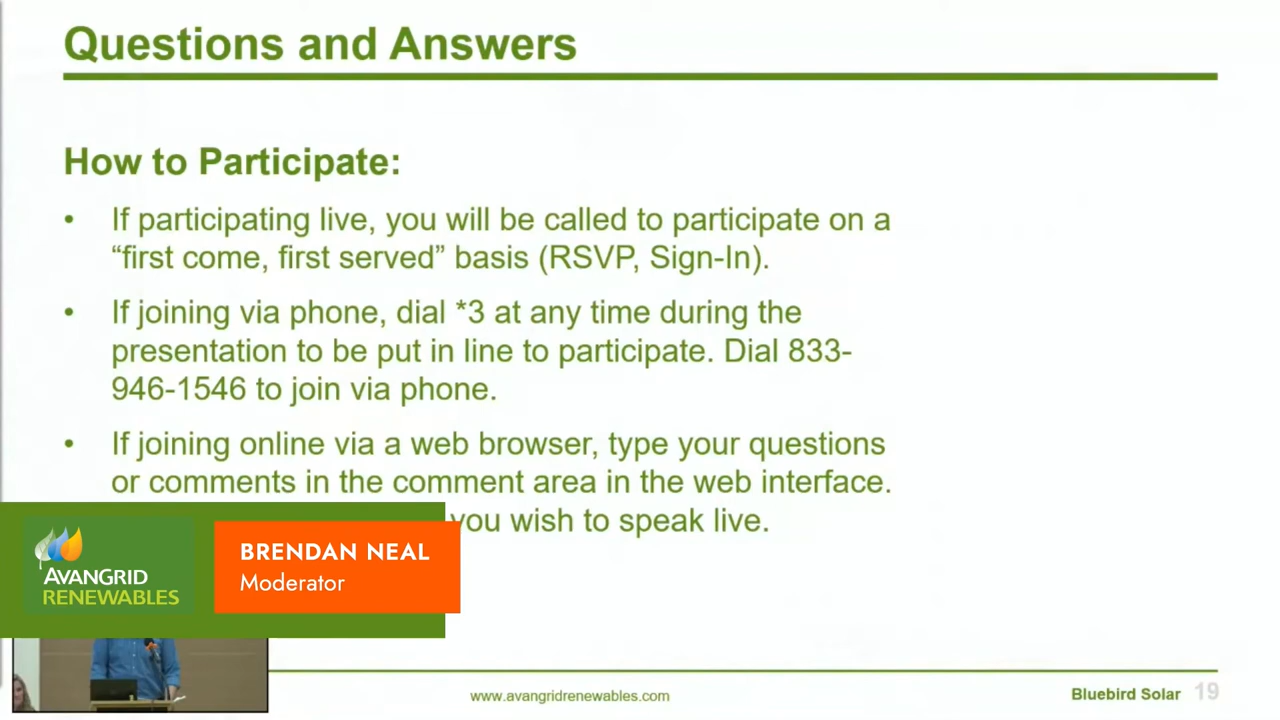 Questions and Answers
How to Participate:
• If participating live, you will be called to participate on a
“first come, first served” basis (RSVP, Sign-In).
• If joining via phone, dial *3 at any time during the
presentation to be put in line to participate. Dial 833-
946-1546 to join via phone.
• If joining online via a web browser, type your questions
or comments in the comment area in the web interface.
you wish to speak live.
AVANGRID
RENEWABLES
BRENDAN NEAL
Moderator
www.avangridrenewables.com
Bluebird Solar 19